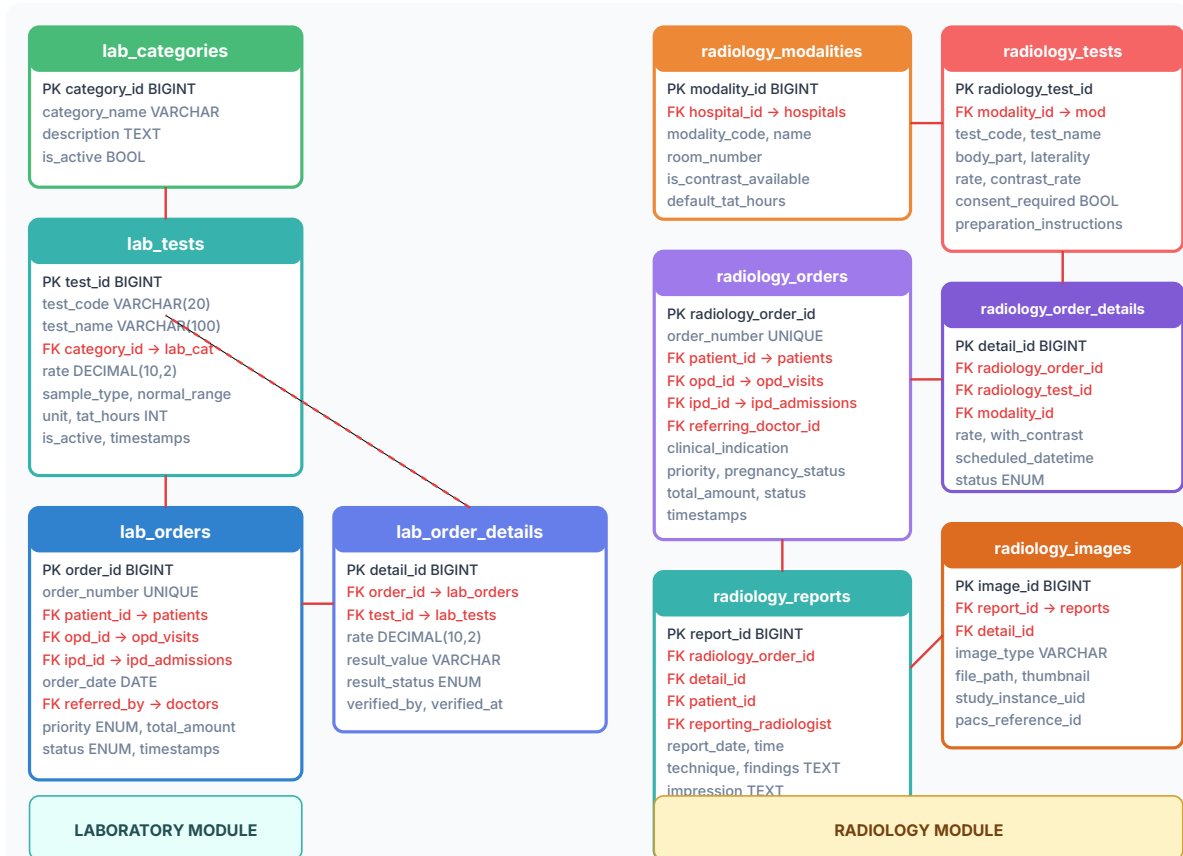 lab_categories
PK category_id BIGINT
category_name VARCHAR
description TEXT
is_active BOOL
lab_tests
PK test_id BIGINT
test_code VARCHAR(20)
test_name VARCHAR(100)
FK category_id → lab_cat
rate DECIMAL(10,2)
sample_type, normal_range
unit, tat_hours INT
is_active, timestamps
lab_orders
PK order_id BIGINT
order_number UNIQUE
FK patient_id → patients
FK opd_id → opd_visits
FK ipd_id → ipd_admissions
order_date DATE
FK referred_by → doctors
priority ENUM, total_amount
status ENUM, timestamps
lab_order_details
PK detail_id BIGINT
FK order_id → lab_orders
FK test_id → lab_tests
rate DECIMAL(10,2)
result_value VARCHAR
result_status ENUM
verified_by, verified_at
LABORATORY MODULE
radiology_modalities
PK modality_id BIGINT
FK hospital_id → hospitals
modality_code, name
room_number
is_contrast_available
default_tat_hours
radiology_tests
PK radiology_test_id
FK modality_id → mod
test_code, test_name
body_part, laterality
rate, contrast_rate
consent_required BOOL
preparation_instructions
radiology_orders
PK radiology_order_id
order_number UNIQUE
FK patient_id → patients
FK opd_id → opd_visits
FK ipd_id → ipd_admissions
FK referring_doctor_id
clinical_indication
priority, pregnancy_status
total_amount, status
timestamps
radiology_order_details
PK detail_id BIGINT
FK radiology_order_id
FK radiology_test_id
FK modality_id
rate, with_contrast
scheduled_datetime
status ENUM
radiology_reports
PK report_id BIGINT
FK radiology_order_id
FK detail_id
FK patient_id
FK reporting_radiologist
report_date, time
technique, findings TEXT
impression TEXT
radiology_images
PK image_id BIGINT
FK report_id → reports
FK detail_id
image_type VARCHAR
file_path, thumbnail
study_instance_uid
pacs_reference_id
RADIOLOGY MODULE